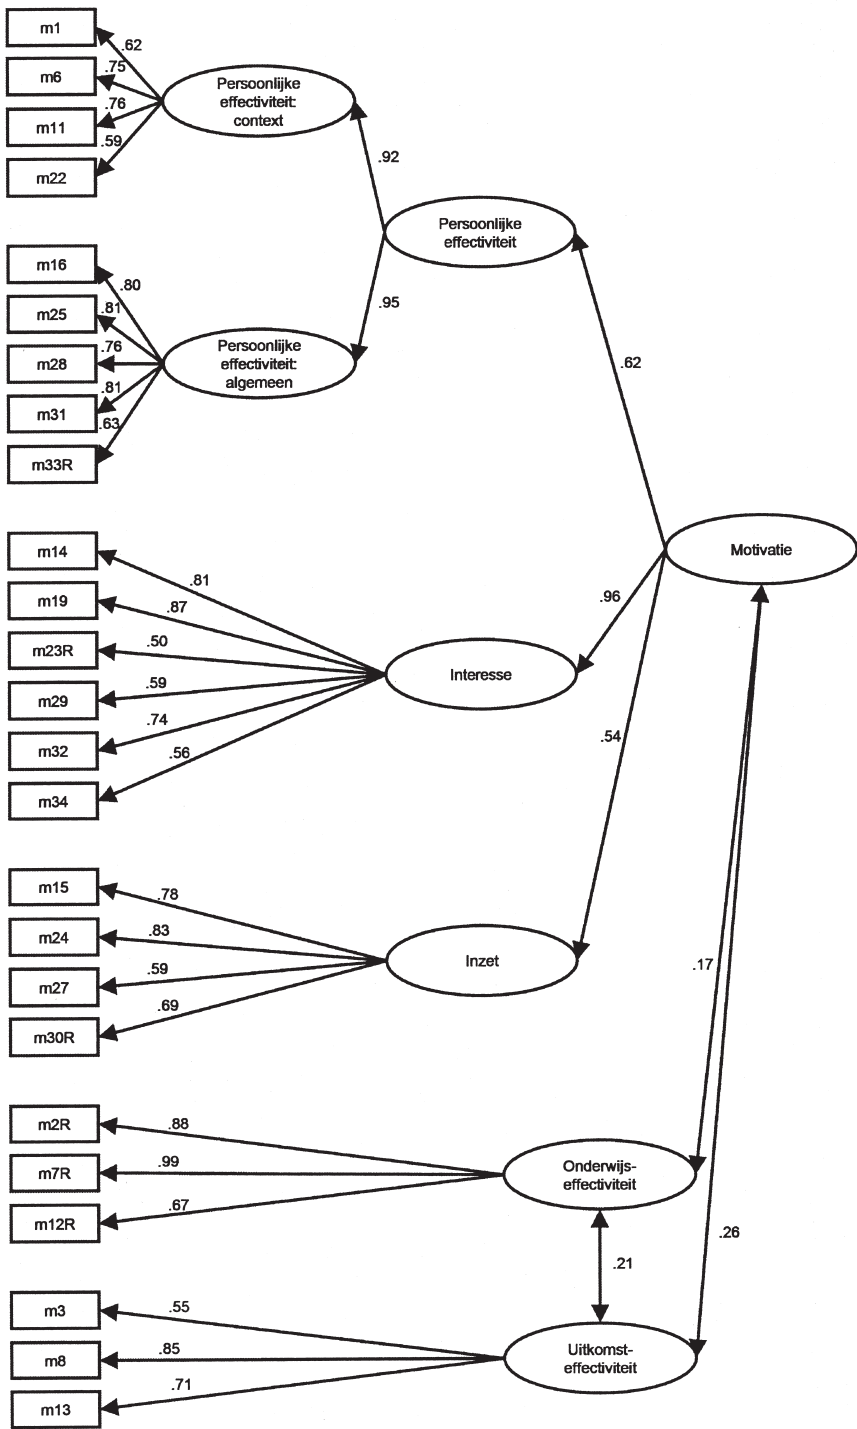 m1
.62
m6
.75
m11
.76
m22
.59
Persoonlijke
effectiviteit:
context
.92
Persoonlijke
effectiviteit
m16
.80
m25
.81
m28
.76
m31
.81
m33R
.63
Persoonlijke
effectiviteit:
algemeen
.95
.62
Motivatie
m14
.81
m19
.87
m23R
.50
m29
.59
m32
.74
m34
.56
Interesse
.96
.54
m15
.78
m24
.83
m27
.59
m30R
.69
Inzet
.17
m2R
.88
m7R
.99
m12R
.67
Onderwijs-
effectiviteit
.26
.21
m3
.55
m8
.85
m13
.71
Uitkomst-
effectiviteit